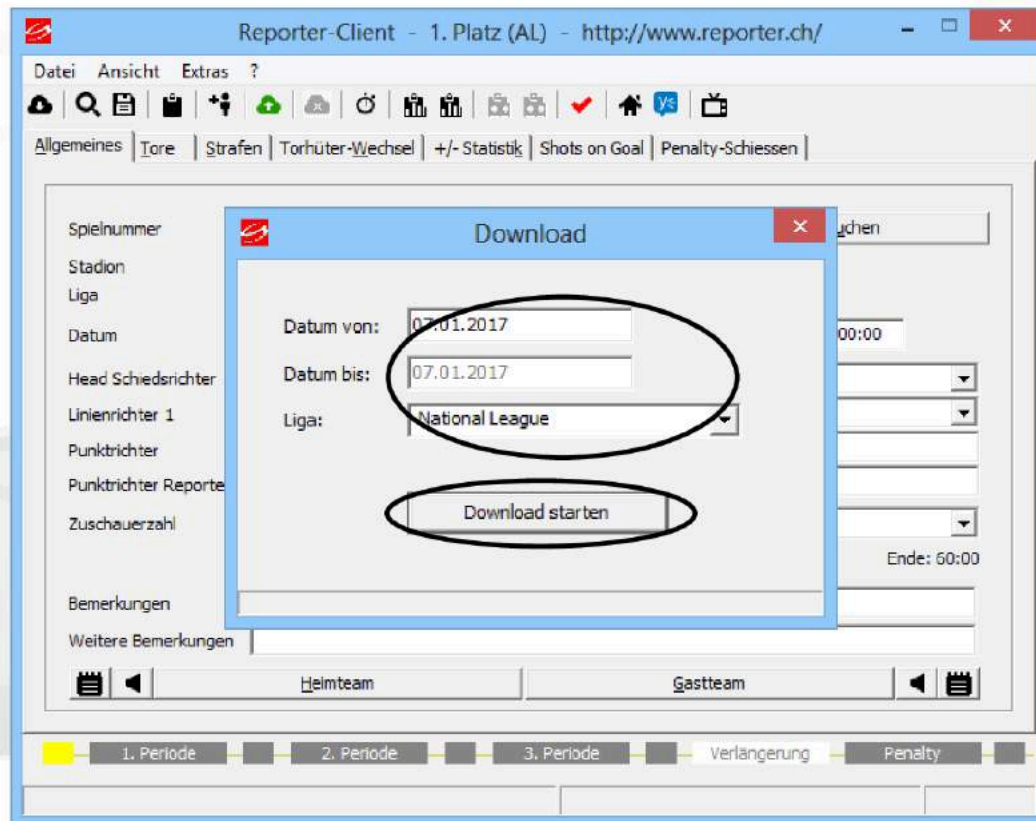 Reporter-Client - 1. Platz (AL) - http://www.reporter.ch/
Datei Ansicht Extras ?
Allgemeines Tore Strafen Torhüter-Wechsel +/- Statistik Shots on Goal Penalty-Schiessen
Spielnummer
Stadion
Liga
Datum 00:00
Head Schiedsrichter
Linienrichter 1
Punktrichter
Punktrichter Reporte
Zuschauerzahl
Ende: 60:00
Bemerkungen
Weitere Bemerkungen
Heimteam Gastteam
Download
Datum von: 07.01.2017
Datum bis: 07.01.2017
Liga: National League
Download starten
1. Periode 2. Periode 3. Periode Verlängerung Penalty